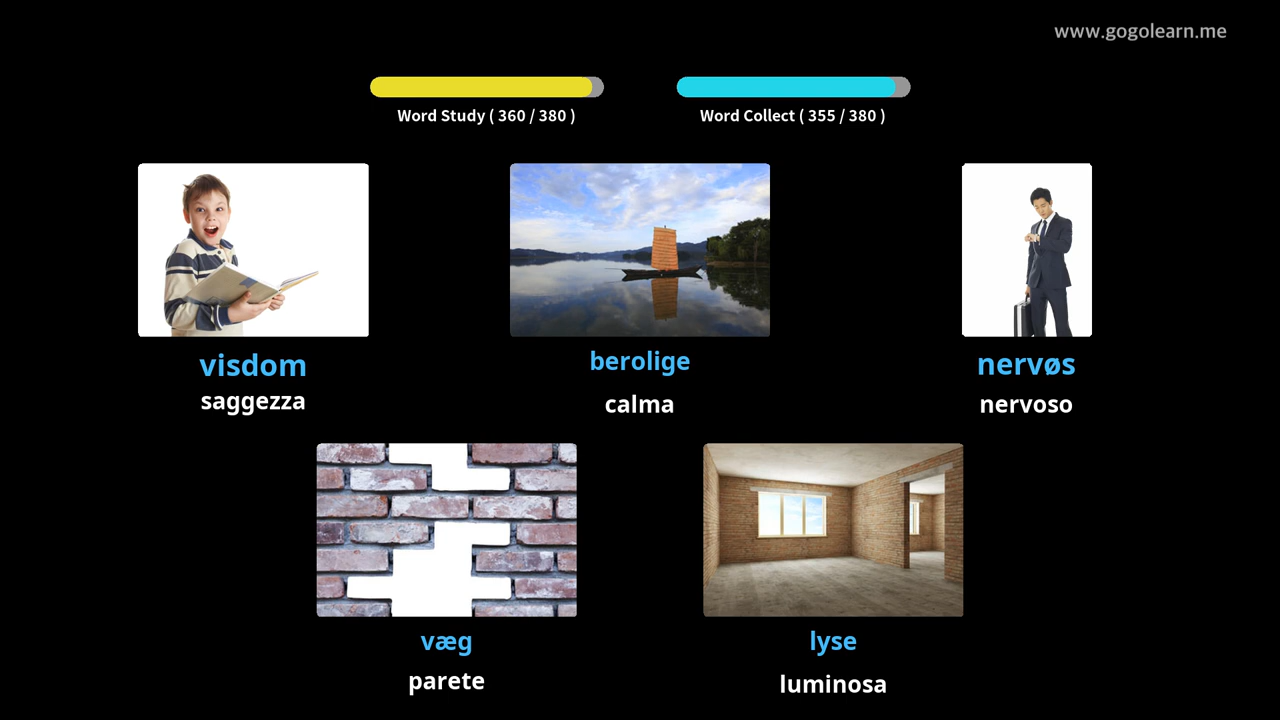 www.gogolearn.me
Word Study ( 360 / 380 )
Word Collect ( 355 / 380 )
visdom
saggezza
berolige
calma
nervøs
nervoso
væg
parete
lyse
luminosa